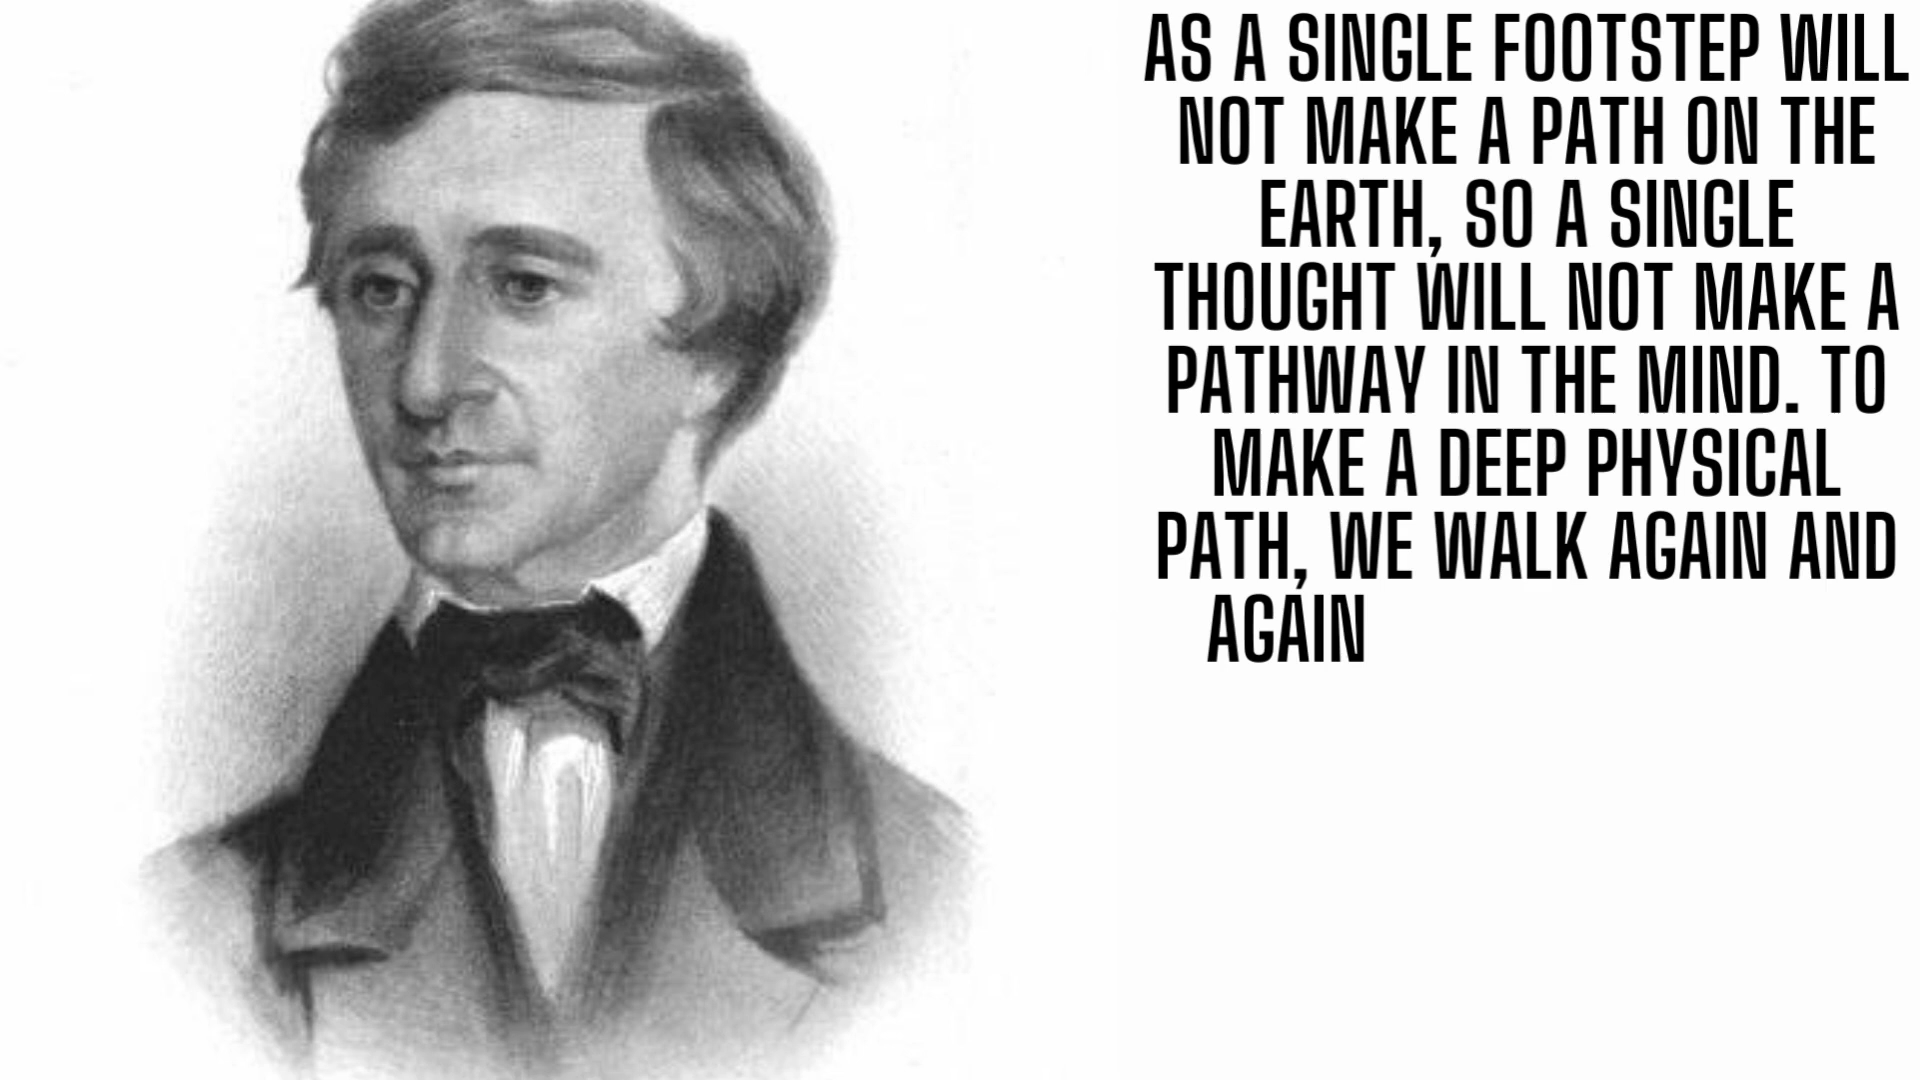 AS A SINGLE FOOTSTEP WILL
NOT MAKE A PATH ON THE
EARTH, SO A SINGLE
THOUGHT WILL NOT MAKE A
PATHWAY IN THE MIND. TO
MAKE A DEEP PHYSICAL
PATH, WE WALK AGAIN AND
AGAIN